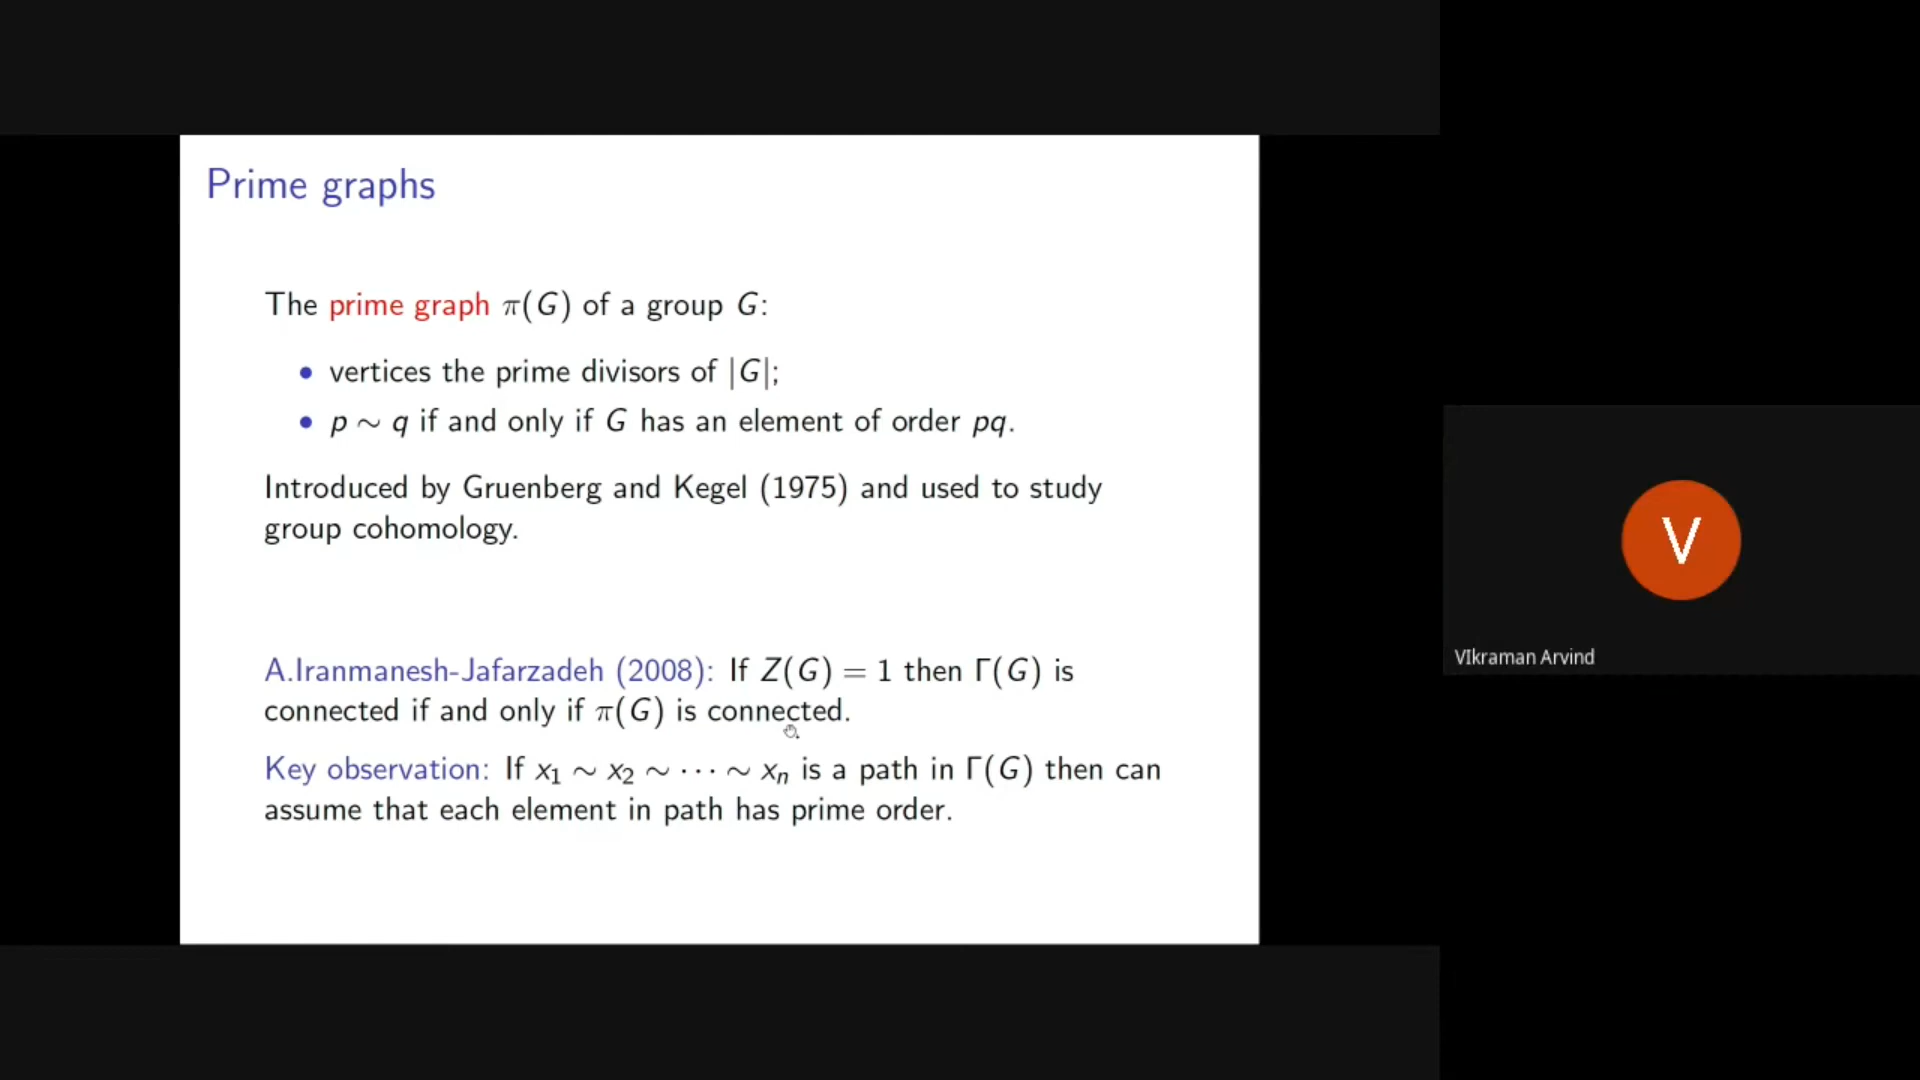 Prime graphs
The prime graph π(G) of a group G:
• vertices the prime divisors of |G|;
• p ∼ q if and only if G has an element of order pq.
Introduced by Gruenberg and Kegel (1975) and used to study
group cohomology.
A.Iranmanesh-Jafarzadeh (2008): If Z(G) = 1 then Γ(G) is
connected if and only if π(G) is connected.
Key observation: If x₁ ∼ x₂ ∼ ⋯ ∼ xₙ is a path in Γ(G) then can
assume that each element in path has prime order.
V
VIkraman Arvind